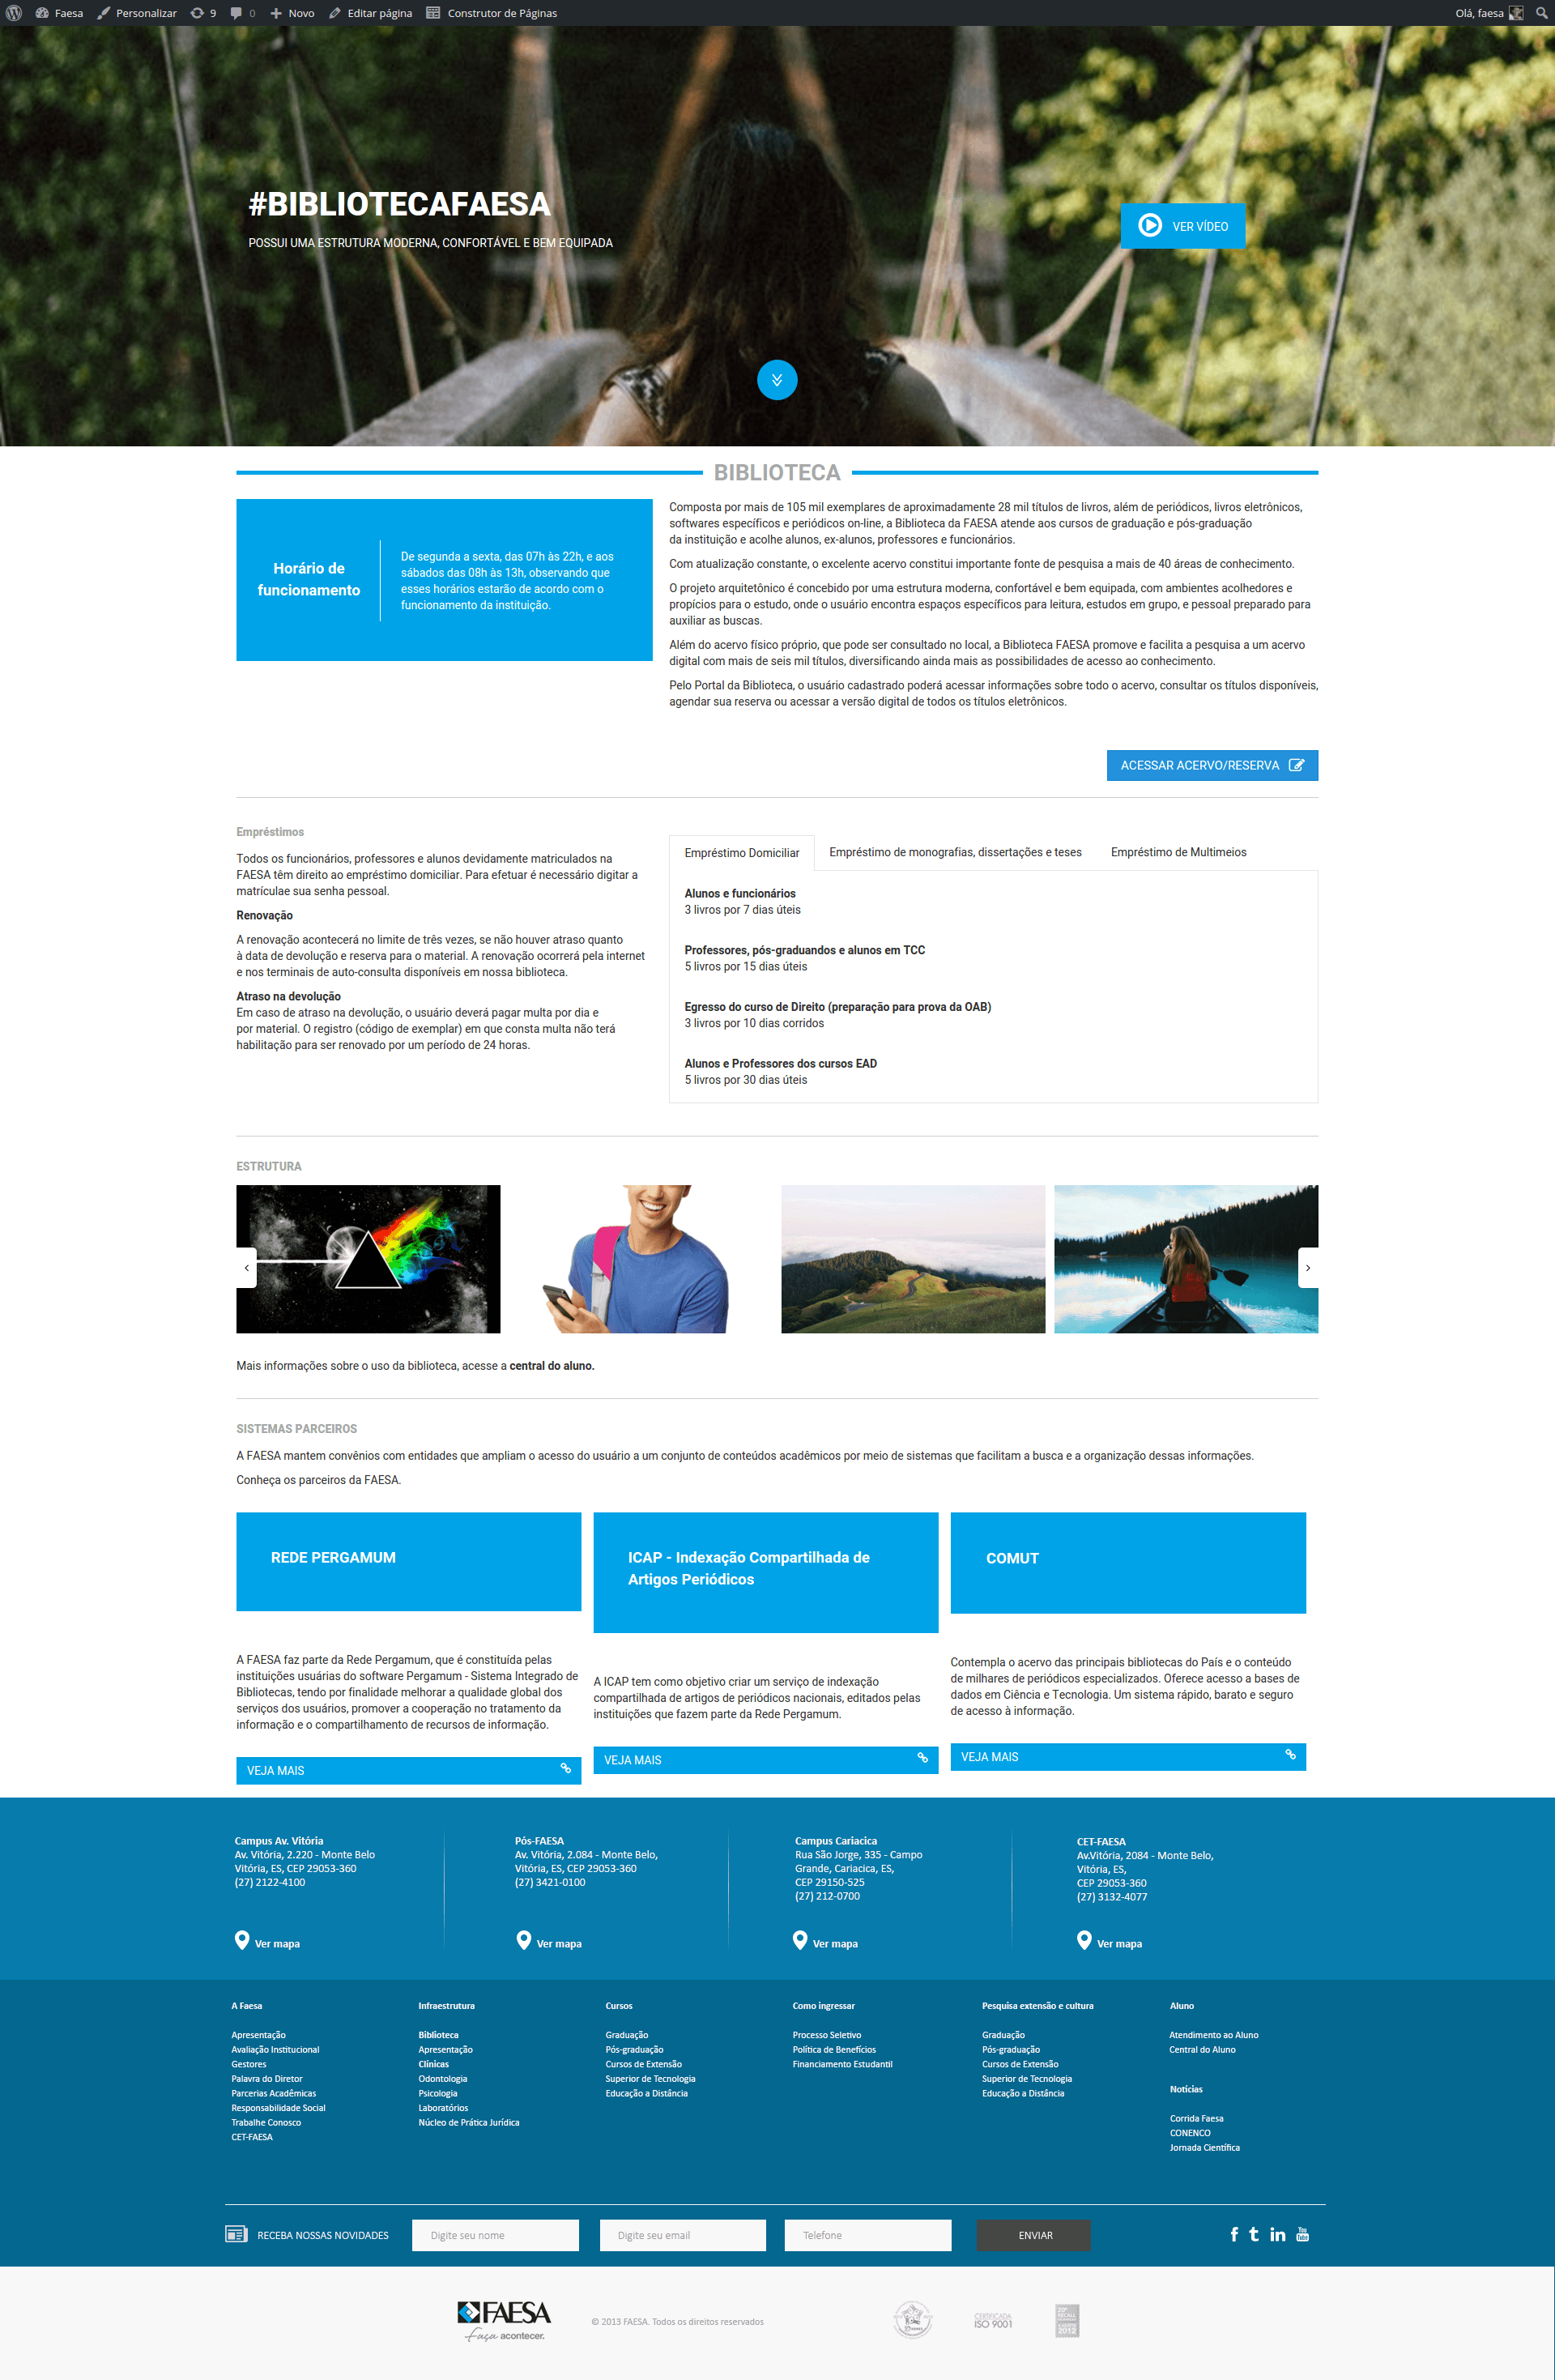 Faesa Personalizar 9 0 Novo Editar página Construtor de Páginas Olá, faesa
#BIBLIOTECAFAESA
POSSUI UMA ESTRUTURA MODERNA, CONFORTÁVEL E BEM EQUIPADA
VER VÍDEO
BIBLIOTECA
Horário de
funcionamento
De segunda a sexta, das 07h às 22h, e aos
sábados das 08h às 13h, observando que
esses horários estarão de acordo com o
funcionamento da instituição.
Composta por mais de 105 mil exemplares de aproximadamente 28 mil títulos de livros, além de periódicos, livros eletrônicos,
softwares específicos e periódicos on-line, a Biblioteca da FAESA atende aos cursos de graduação e pós-graduação
da instituição e acolhe alunos, ex-alunos, professores e funcionários.
Com atualização constante, o excelente acervo constitui importante fonte de pesquisa a mais de 40 áreas de conhecimento.
O projeto arquitetônico é concebido por uma estrutura moderna, confortável e bem equipada, com ambientes acolhedores e
propícios para o estudo, onde o usuário encontra espaços específicos para leitura, estudos em grupo, e pessoal preparado para
auxiliar as buscas.
Além do acervo físico próprio, que pode ser consultado no local, a Biblioteca FAESA promove e facilita a pesquisa a um acervo
digital com mais de seis mil títulos, diversificando ainda mais as possibilidades de acesso ao conhecimento.
Pelo Portal da Biblioteca, o usuário cadastrado poderá acessar informações sobre todo o acervo, consultar os títulos disponíveis,
agendar sua reserva ou acessar a versão digital de todos os títulos eletrônicos.
ACESSAR ACERVO/RESERVA
Empréstimos
Todos os funcionários, professores e alunos devidamente matriculados na
FAESA têm direito ao empréstimo domiciliar. Para efetuar é necessário digitar a
matrículae sua senha pessoal.
Renovação
A renovação acontecerá no limite de três vezes, se não houver atraso quanto
à data de devolução e reserva para o material. A renovação ocorrerá pela internet
e nos terminais de auto-consulta disponíveis em nossa biblioteca.
Atraso na devolução
Em caso de atraso na devolução, o usuário deverá pagar multa por dia e
por material. O registro (código de exemplar) em que consta multa não terá
habilitação para ser renovado por um período de 24 horas.
Empréstimo Domiciliar Empréstimo de monografias, dissertações e teses Empréstimo de Multimeios
Alunos e funcionários
3 livros por 7 dias úteis
Professores, pós-graduandos e alunos em TCC
5 livros por 15 dias úteis
Egresso do curso de Direito (preparação para prova da OAB)
3 livros por 10 dias corridos
Alunos e Professores dos cursos EAD
5 livros por 30 dias úteis
ESTRUTURA
Mais informações sobre o uso da biblioteca, acesse a central do aluno.
SISTEMAS PARCEIROS
A FAESA mantem convênios com entidades que ampliam o acesso do usuário a um conjunto de conteúdos acadêmicos por meio de sistemas que facilitam a busca e a organização dessas informações.
Conheça os parceiros da FAESA.
REDE PERGAMUM
A FAESA faz parte da Rede Pergamum, que é constituída pelas
instituições usuárias do software Pergamum - Sistema Integrado de
Bibliotecas, tendo por finalidade melhorar a qualidade global dos
serviços dos usuários, promover a cooperação no tratamento da
informação e o compartilhamento de recursos de informação.
VEJA MAIS
ICAP - Indexação Compartilhada de
Artigos Periódicos
A ICAP tem como objetivo criar um serviço de indexação
compartilhada de artigos de periódicos nacionais, editados pelas
instituições que fazem parte da Rede Pergamum.
VEJA MAIS
COMUT
Contempla o acervo das principais bibliotecas do País e o conteúdo
de milhares de periódicos especializados. Oferece acesso a bases de
dados em Ciência e Tecnologia. Um sistema rápido, barato e seguro
de acesso à informação.
VEJA MAIS
Campus Av. Vitória
Av. Vitória, 2.220 - Monte Belo
Vitória, ES, CEP 29053-360
(27) 2122-4100
Ver mapa
Pós-FAESA
Av. Vitória, 2.084 - Monte Belo,
Vitória, ES, CEP 29053-360
(27) 3421-0100
Ver mapa
Campus Cariacica
Rua São Jorge, 335 - Campo
Grande, Cariacica, ES,
CEP 29150-525
(27) 212-0700
Ver mapa
CET-FAESA
Av.Vitória, 2084 - Monte Belo,
Vitória, ES,
CEP 29053-360
(27) 3132-4077
Ver mapa
A Faesa
Apresentação
Avaliação Institucional
Gestores
Palavra do Diretor
Parcerias Acadêmicas
Responsabilidade Social
Trabalhe Conosco
CET-FAESA
Infraestrutura
Biblioteca
Apresentação
Clínicas
Odontologia
Psicologia
Laboratórios
Núcleo de Prática Jurídica
Cursos
Graduação
Pós-graduação
Cursos de Extensão
Superior de Tecnologia
Educação a Distância
Como ingressar
Processo Seletivo
Política de Benefícios
Financiamento Estudantil
Pesquisa extensão e cultura
Graduação
Pós-graduação
Cursos de Extensão
Superior de Tecnologia
Educação a Distância
Aluno
Atendimento ao Aluno
Central do Aluno
Notícias
Corrida Faesa
CONENCO
Jornada Científica
RECEBA NOSSAS NOVIDADES Digite seu nome Digite seu email Telefone ENVIAR
FAESA
Faça acontecer.
© 2013 FAESA. Todos os direitos reservados
CERTIFICADA
ISO 9001
RECALL
2012